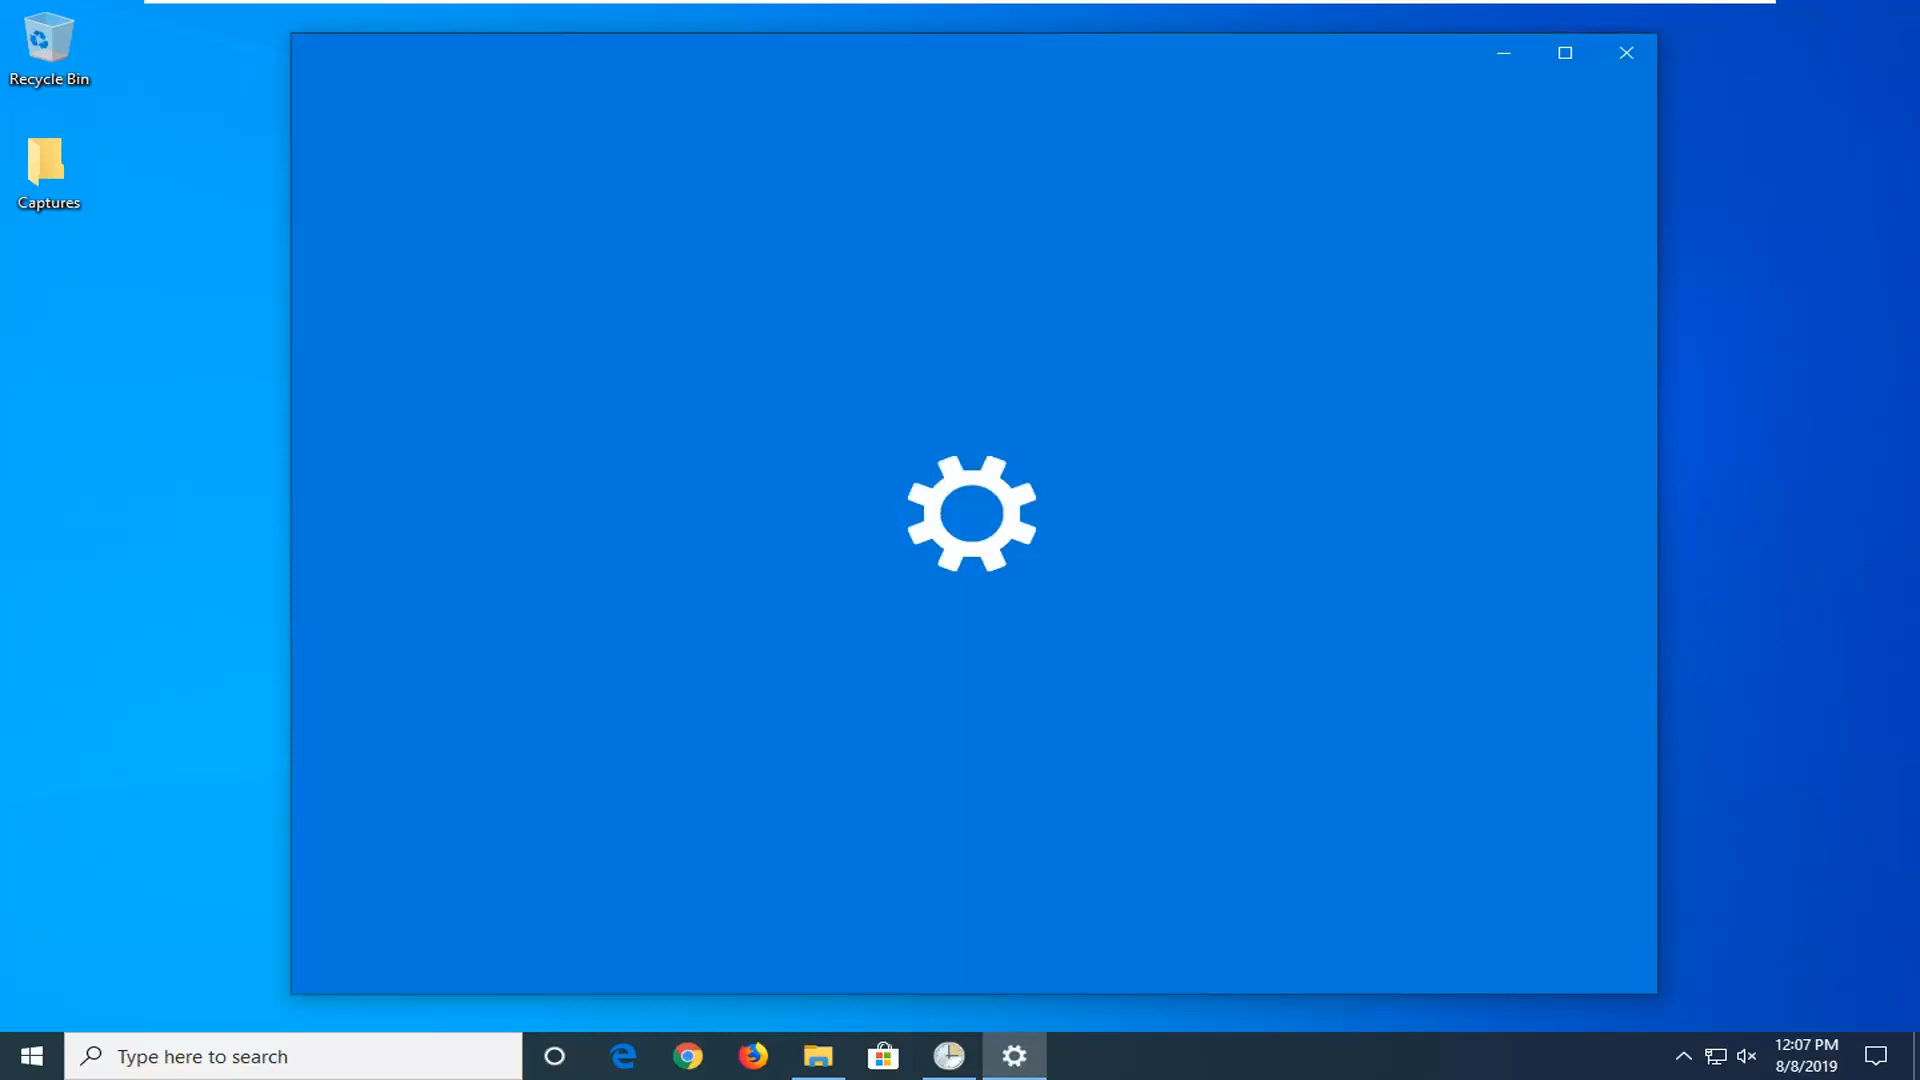 Recycle Bin
Captures
Type here to search
12:07 PM
8/8/2019